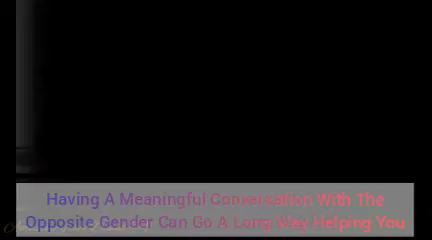 Having A Meaningful Conversation With The
Opposite Gender Can Go A Long Way Helping You